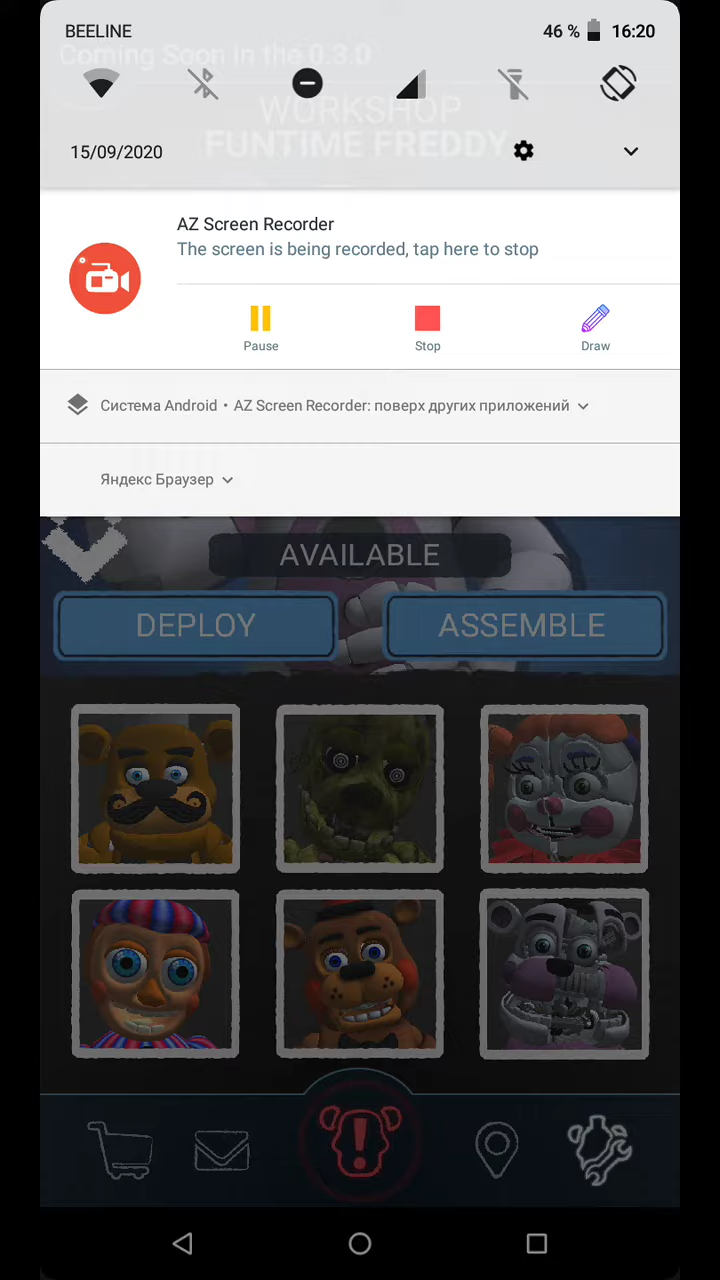 BEELINE
46 % 16:20
Coming Soon in the 0.3.0
WORKSHOP
FUNTIME FREDDY
15/09/2020
AZ Screen Recorder
The screen is being recorded, tap here to stop
Pause
Stop
Draw
Система Android • AZ Screen Recorder: поверх других приложений
Яндекс Браузер
AVAILABLE
DEPLOY
ASSEMBLE